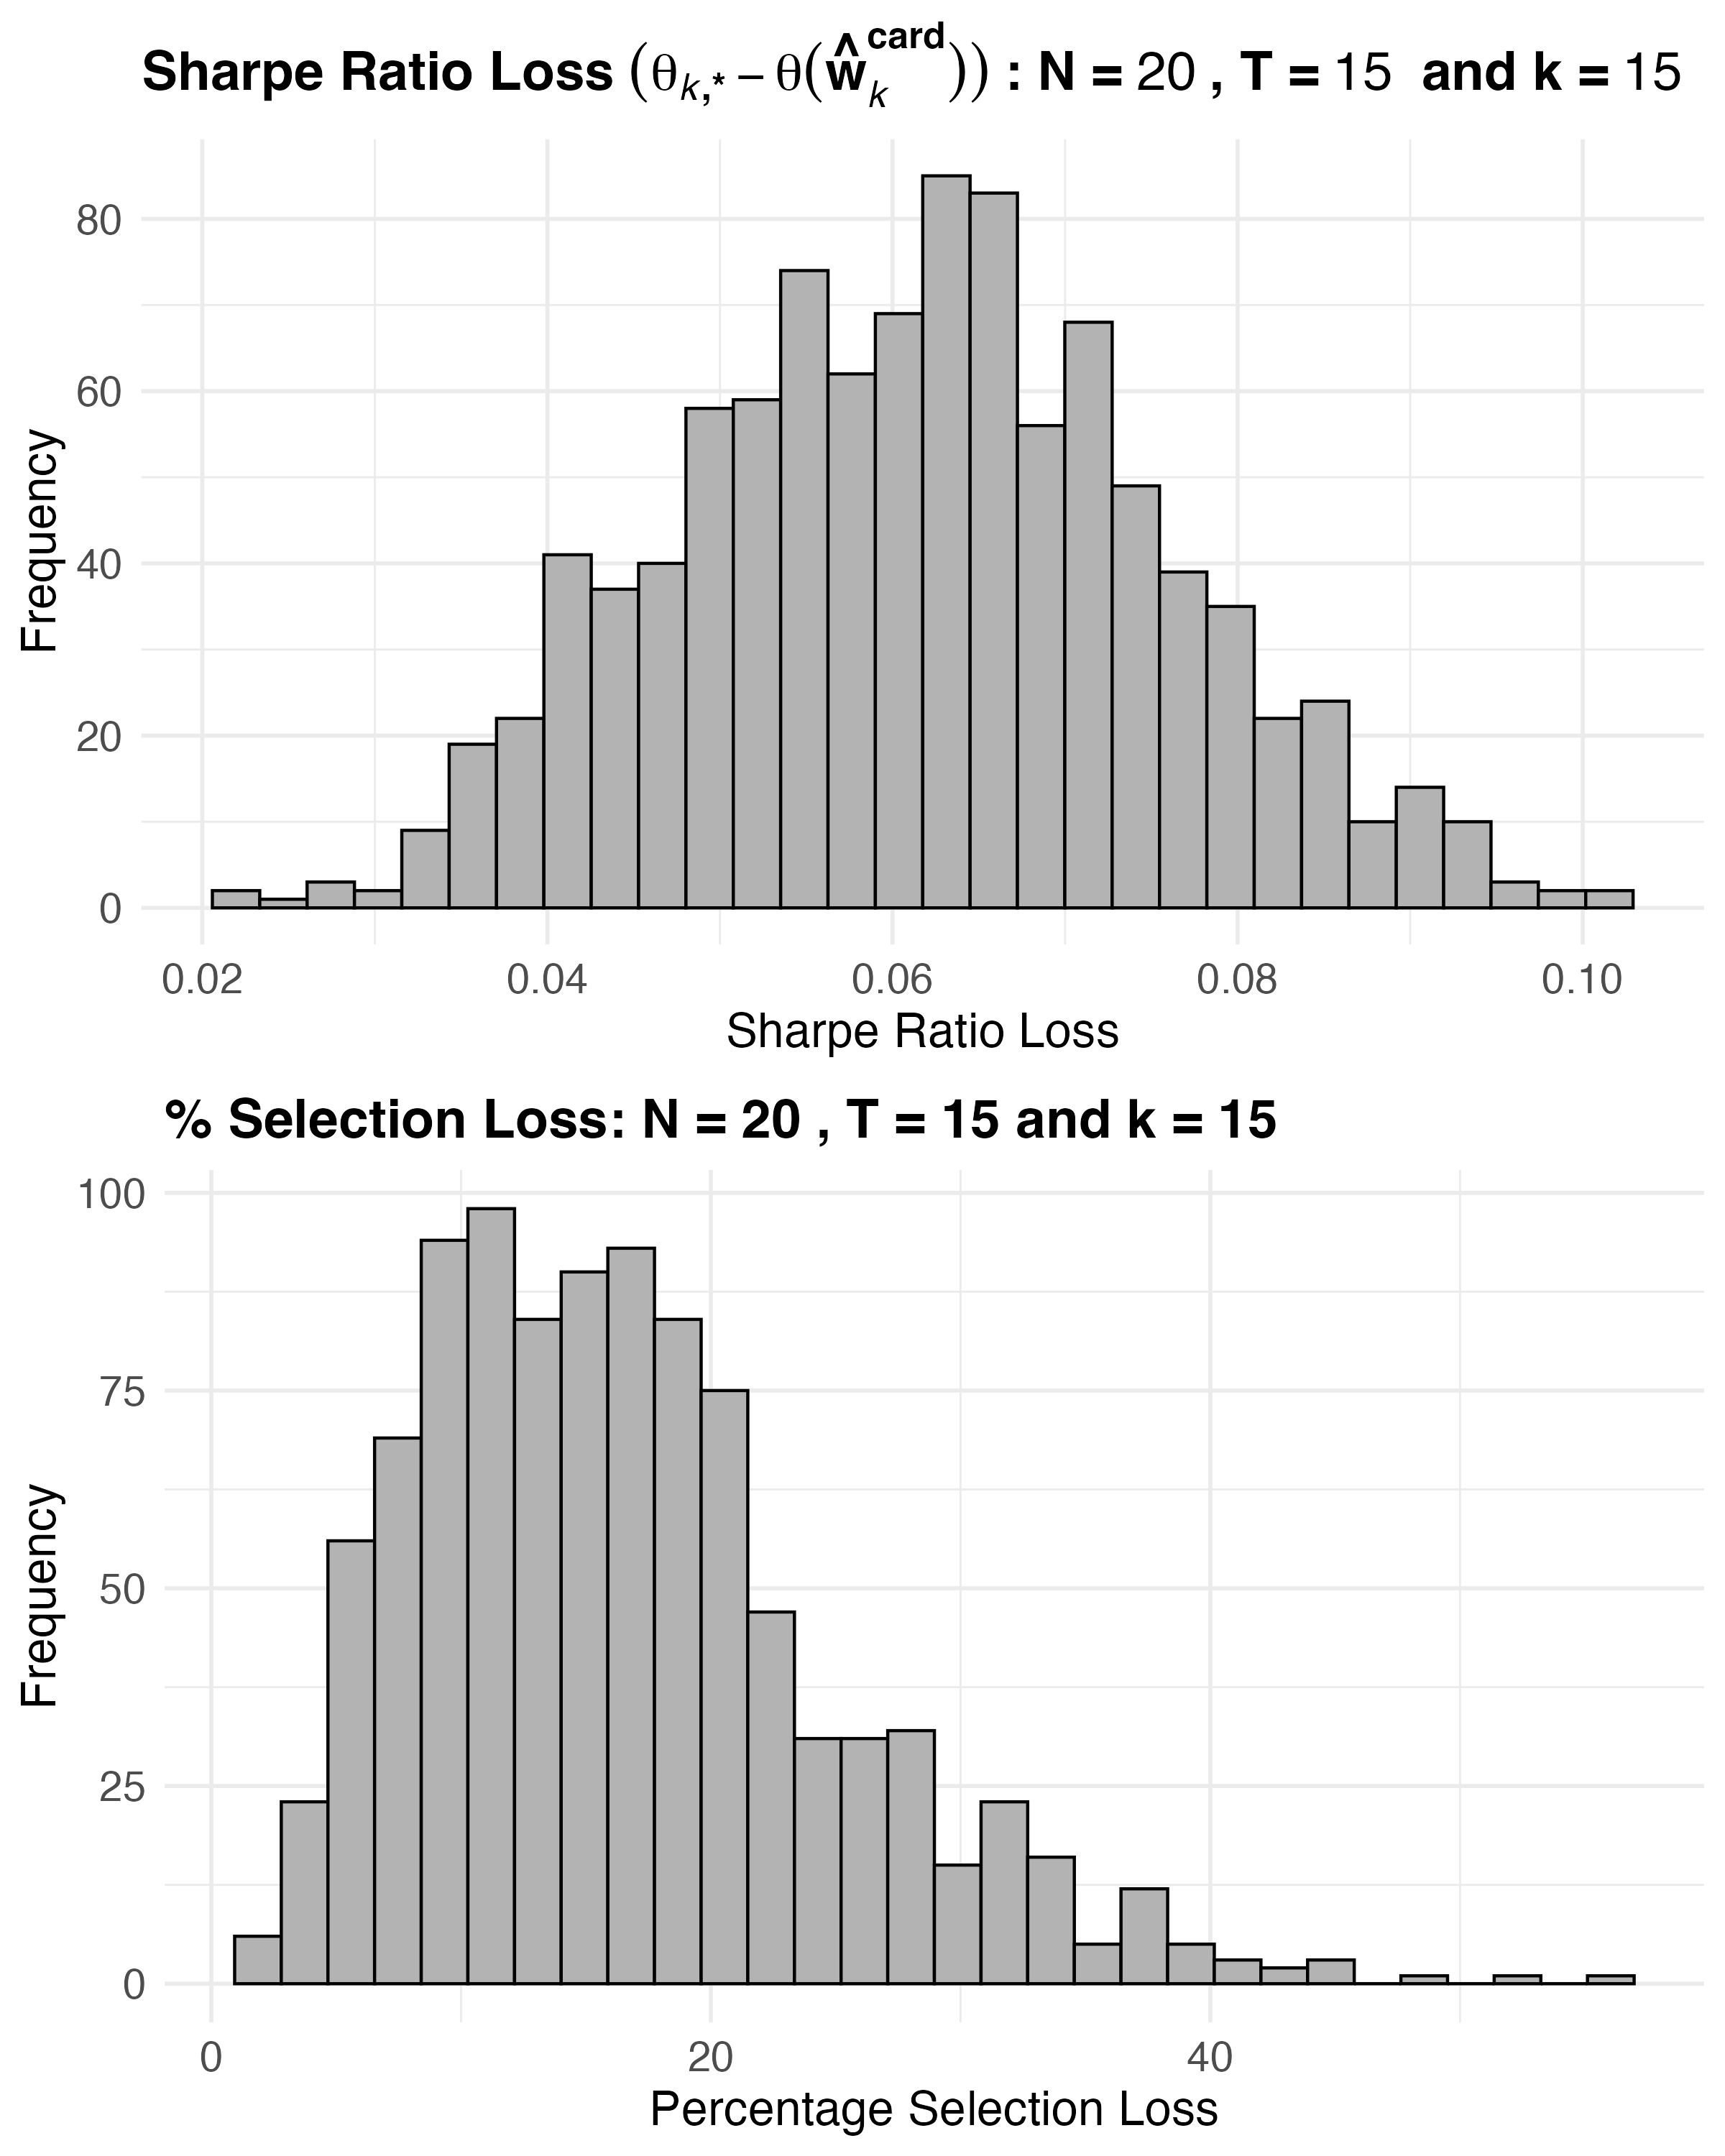 Sharpe Ratio Loss (θk,* − θ(ŵk^card)) : N = 20 , T = 15 and k = 15
80
60
40
20
0
Frequency
0.02 0.04 0.06 0.08 0.10
Sharpe Ratio Loss
% Selection Loss: N = 20 , T = 15 and k = 15
100
75
50
25
0
Frequency
0 20 40
Percentage Selection Loss